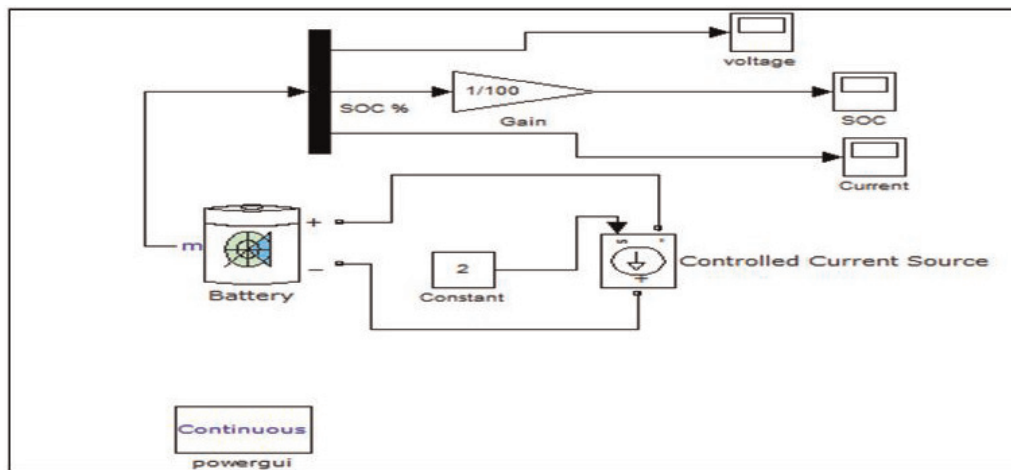 voltage
1/100
SOC %
Gain
SOC
Current
m
+
–
Battery
2
Constant
s
-
+
Controlled Current Source
Continuous
powergui